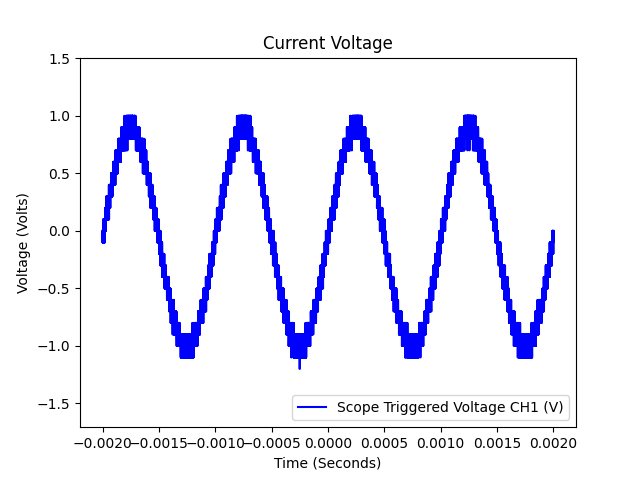 Current Voltage
1.5
1.0
0.5
0.0
−0.5
−1.0
−1.5
Voltage (Volts)
Scope Triggered Voltage CH1 (V)
−0.0020 −0.0015 −0.0010 −0.0005 0.0000 0.0005 0.0010 0.0015 0.0020
Time (Seconds)